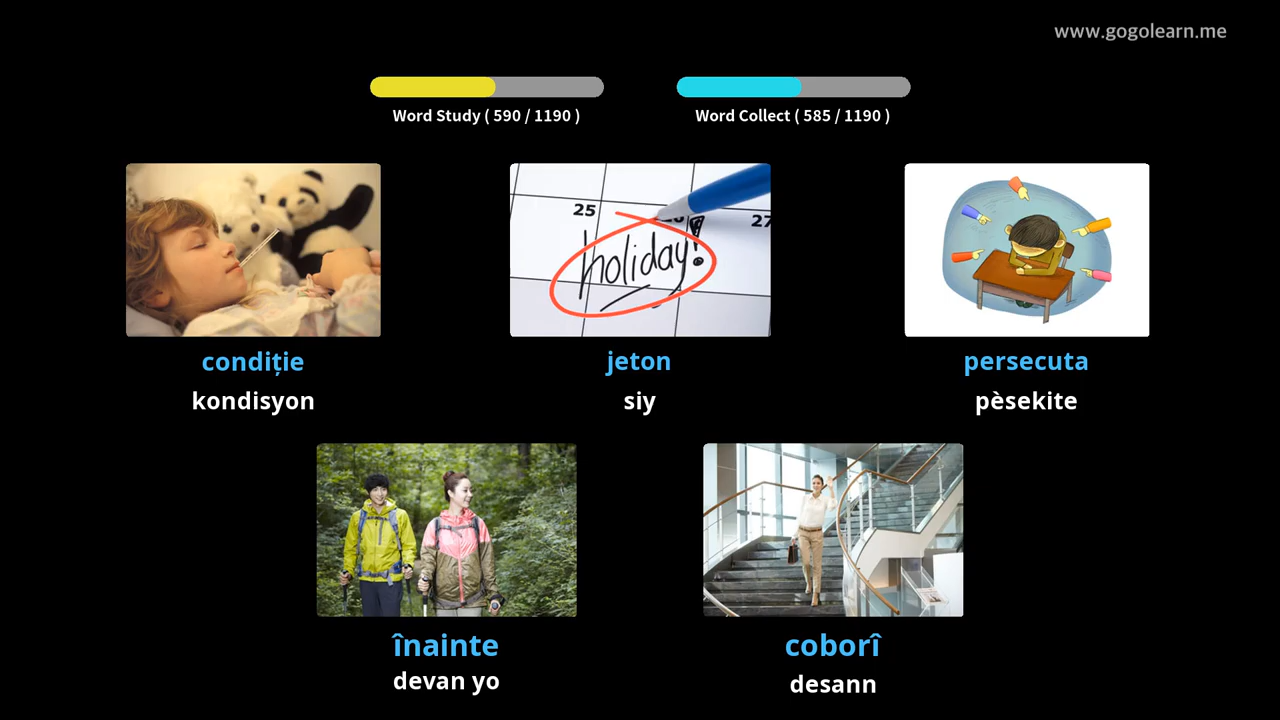 www.gogolearn.me
Word Study ( 590 / 1190 )
Word Collect ( 585 / 1190 )
25
27
holiday!
condiție
jeton
persecuta
kondisyon
siy
pèsekite
înainte
coborî
devan yo
desann